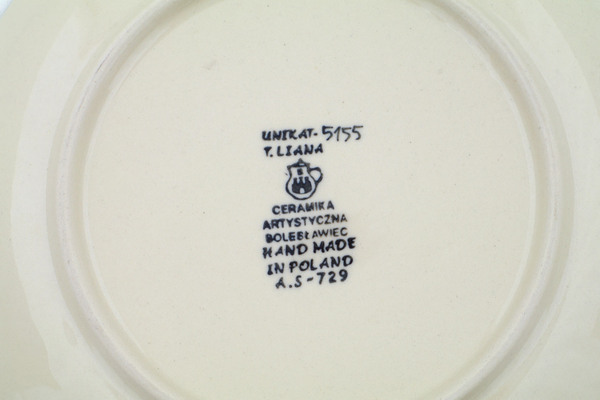 UNIKAT-5155
T. LIANA
CERAMIKA
ARTYSTYCZNA
BOLESŁAWIEC
HAND MADE
IN POLAND
A.S-729